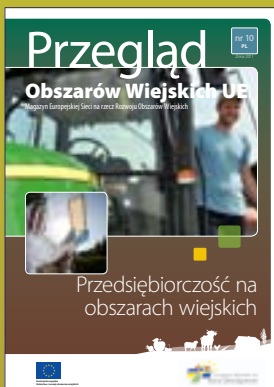 Przegląd
nr 10
PL
Obszarów Wiejskich UE
Magazyn Europejskiej Sieci na rzecz Rozwoju Obszarów Wiejskich
Przedsiębiorczość na
obszarach wiejskich